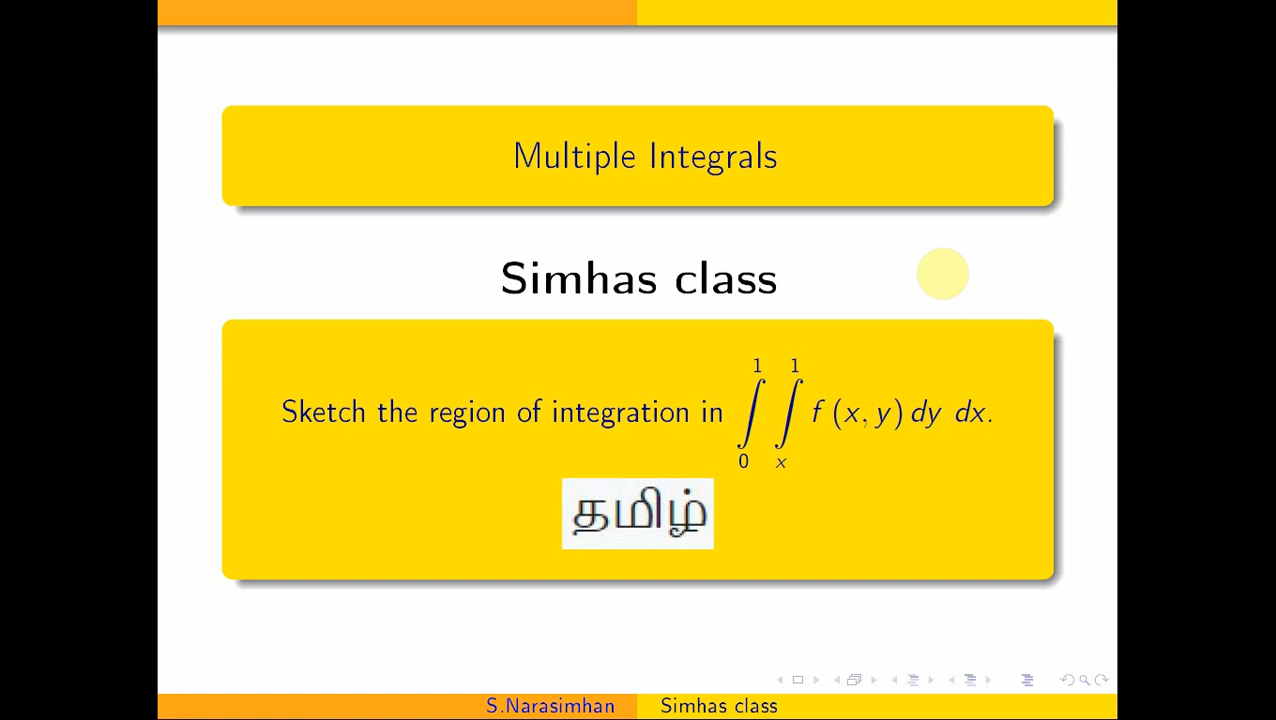 Multiple Integrals
Simhas class
Sketch the region of integration in ∫₀¹ ∫ₓ¹ f (x, y) dy dx.
தமிழ்
S.Narasimhan Simhas class